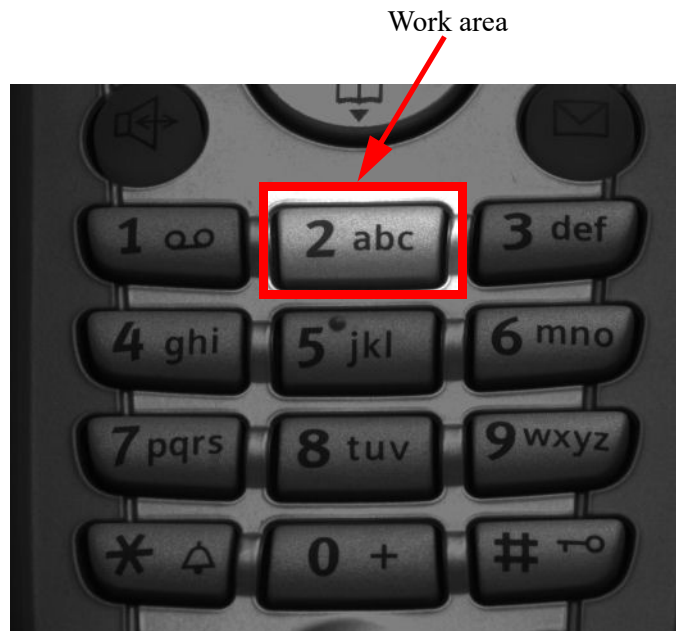 Work area
1
2 abc
3 def
4 ghi
5 jkl
6 mno
7 pqrs
8 tuv
9 wxyz
*
0 +
#